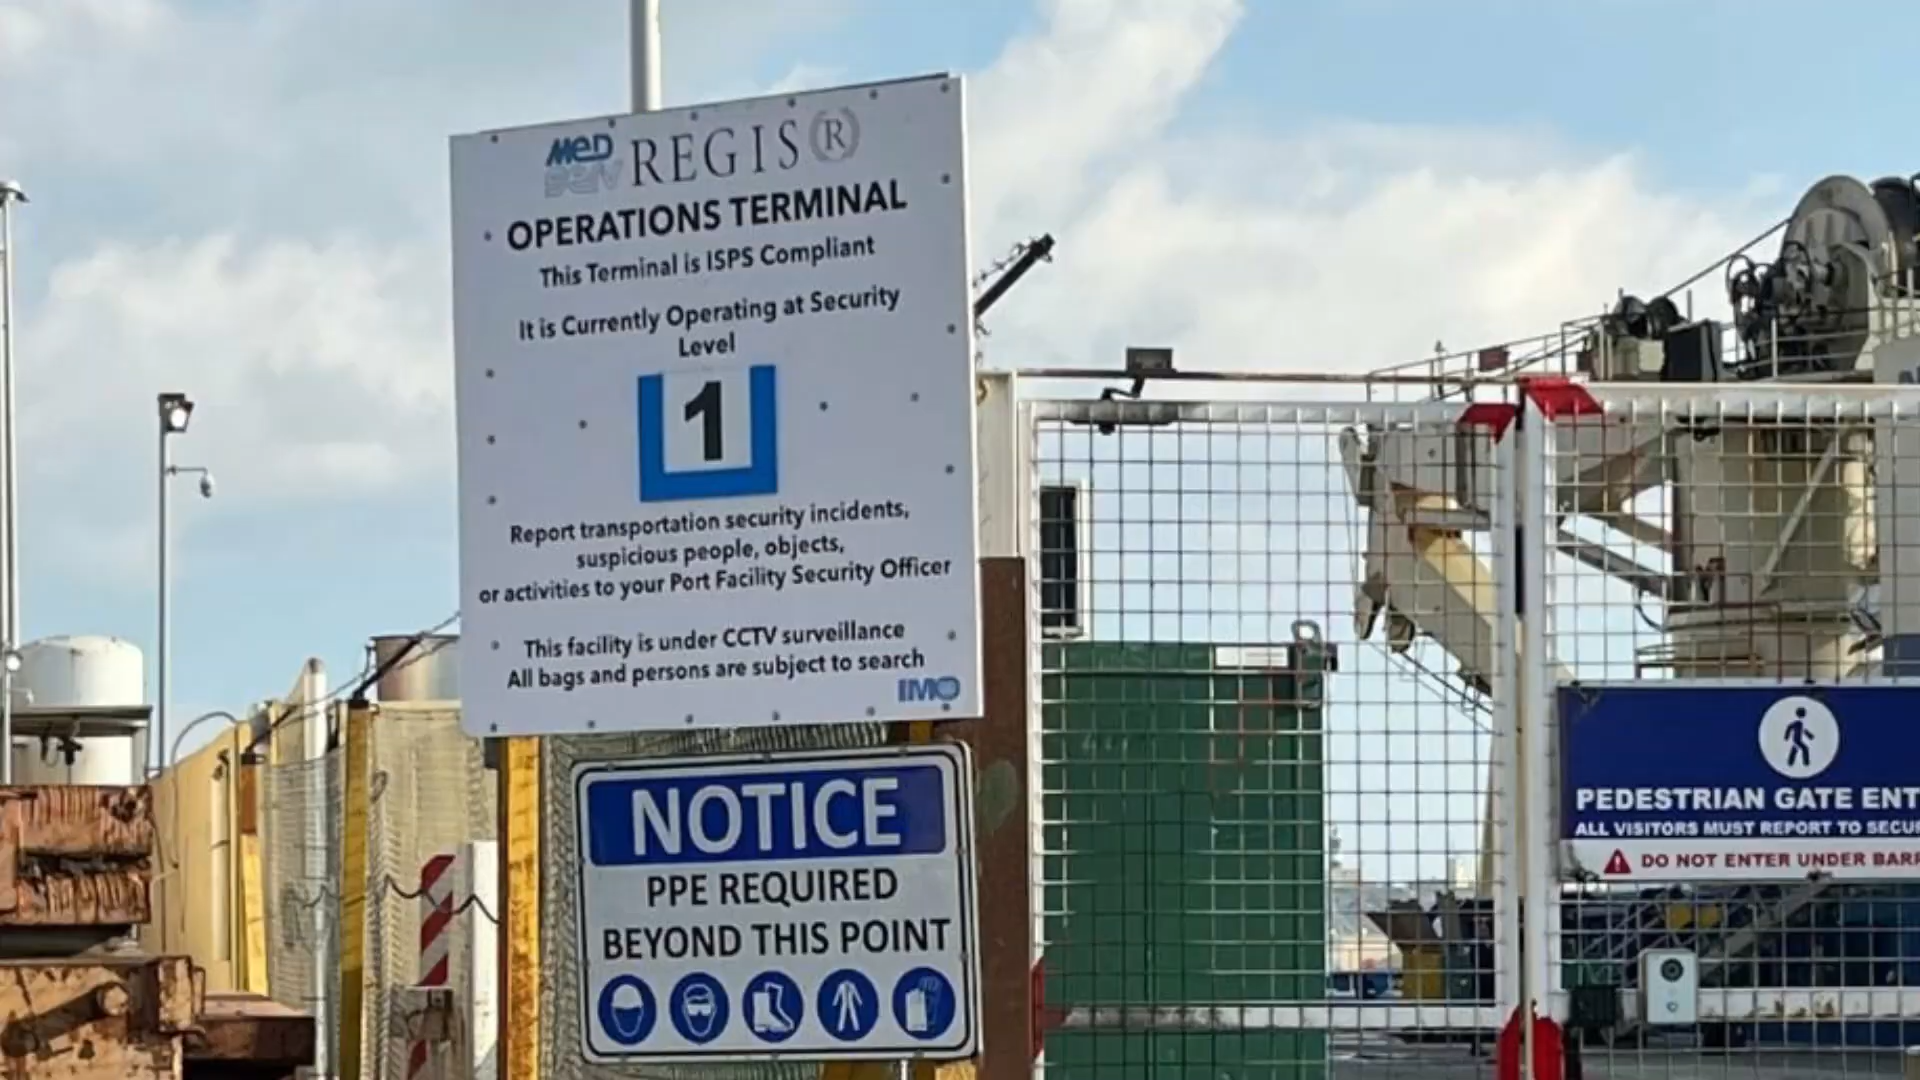 MED
SERV
REGIS R
OPERATIONS TERMINAL
This Terminal is ISPS Compliant
It is Currently Operating at Security
Level
1
Report transportation security incidents,
suspicious people, objects,
or activities to your Port Facility Security Officer
This facility is under CCTV surveillance
All bags and persons are subject to search
IMO
NOTICE
PPE REQUIRED
BEYOND THIS POINT
PEDESTRIAN GATE ENT
ALL VISITORS MUST REPORT TO SECU
DO NOT ENTER UNDER BARR